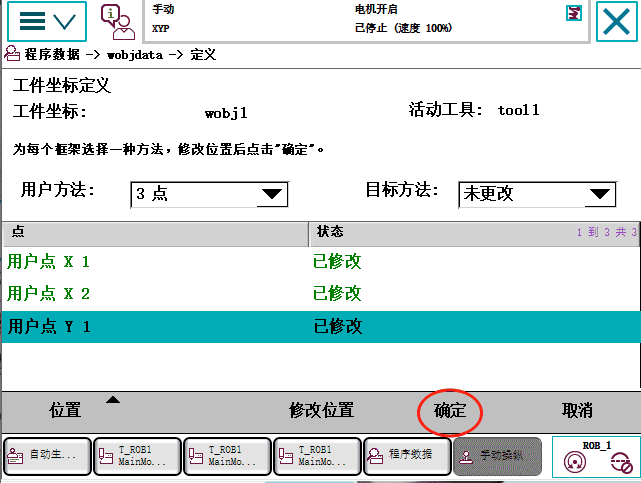 手动
电机开启
XYP
已停止 (速度 100%)
程序数据 -> wobjdata -> 定义
工件坐标定义
工件坐标: wobj1 活动工具: tool1
为每个框架选择一种方法，修改位置后点击"确定"。
用户方法: 3 点 目标方法: 未更改
点 状态 1 到 3 共 3
用户点 X 1 已修改
用户点 X 2 已修改
用户点 Y 1 已修改
位置 修改位置 确定 取消
自动生...
T_ROB1
MainMo...
T_ROB1
MainMo...
T_ROB1
MainMo...
程序数据
手动操纵
ROB_1